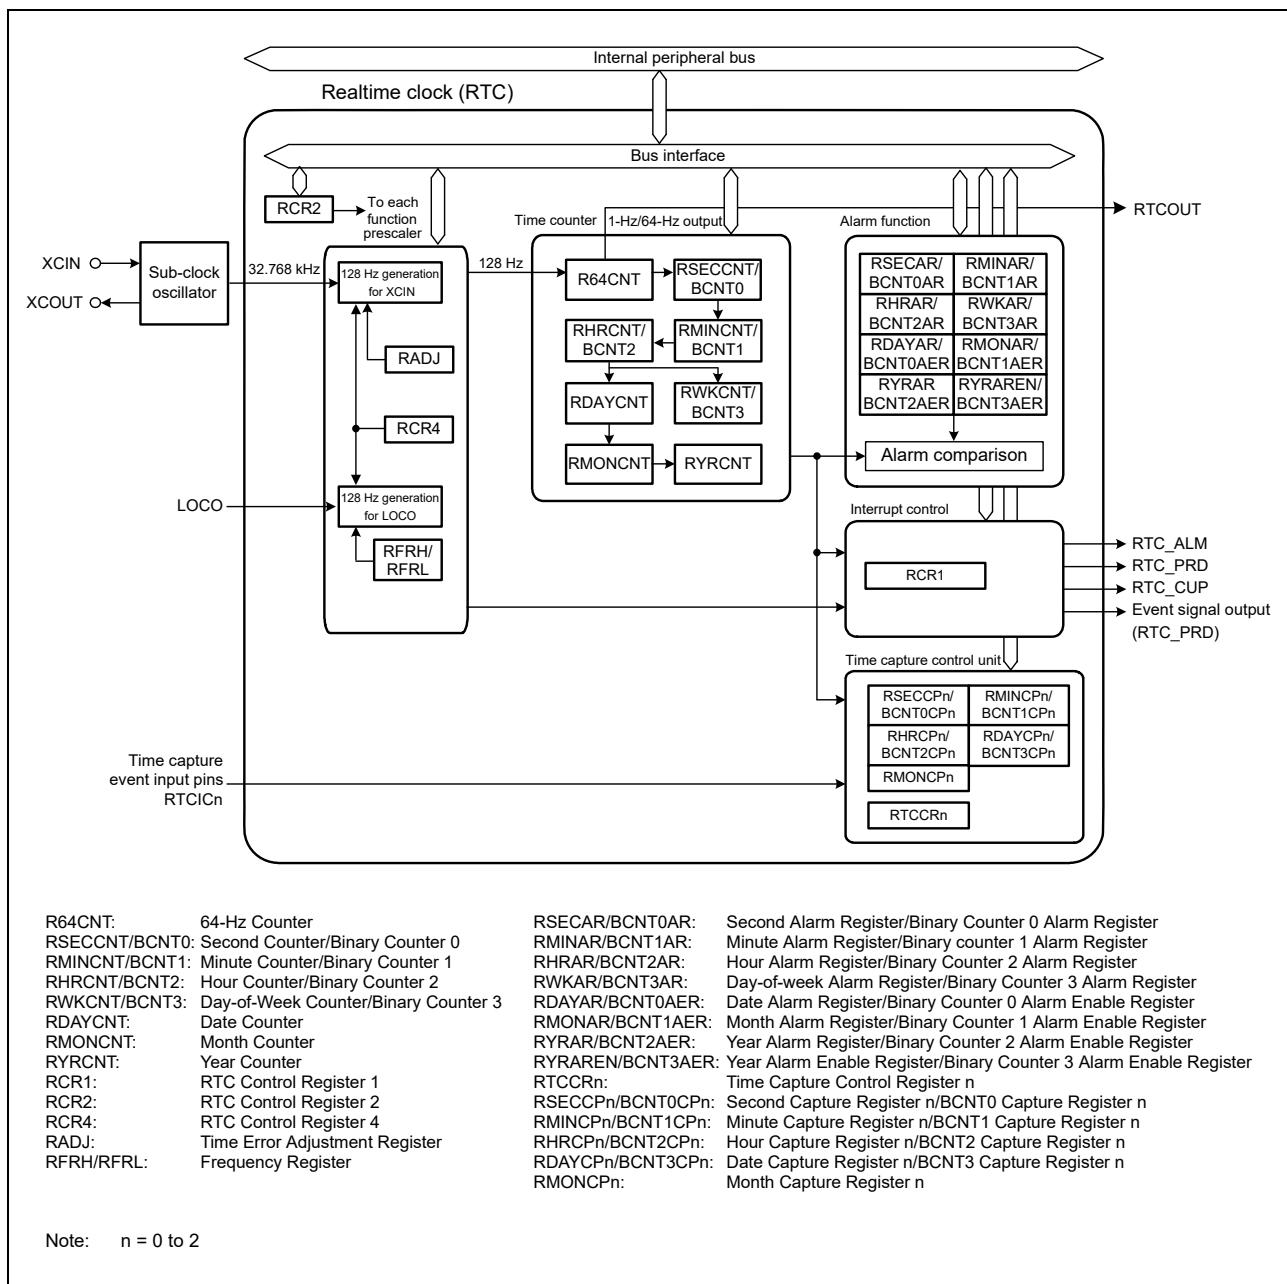 Internal peripheral bus
Realtime clock (RTC)
Bus interface
RCR2
To each
function
prescaler
Time counter
1-Hz/64-Hz output
Alarm function
RTCOUT
XCIN
XCOUT
Sub-clock
oscillator
32.768 kHz
128 Hz generation
for XCIN
128 Hz
R64CNT
RSECCNT/
BCNT0
RHRCNT/
BCNT2
RMINCNT/
BCNT1
RDAYCNT
RWKCNT/
BCNT3
RMONCNT
RYRCNT
RADJ
RCR4
LOCO
128 Hz generation
for LOCO
RFRH/
RFRL
RSECAR/
BCNT0AR
RMINAR/
BCNT1AR
RHRAR/
BCNT2AR
RWKAR/
BCNT3AR
RDAYAR/
BCNT0AER
RMONAR/
BCNT1AER
RYRAR
BCNT2AER
RYRAREN/
BCNT3AER
Alarm comparison
Interrupt control
RCR1
RTC_ALM
RTC_PRD
RTC_CUP
Event signal output
(RTC_PRD)
Time capture control unit
RSECCPn/
BCNT0CPn
RMINCPn/
BCNT1CPn
RHRCPn/
BCNT2CPn
RDAYCPn/
BCNT3CPn
RMONCPn
RTCCRn
Time capture
event input pins
RTCICn
R64CNT: 64-Hz Counter
RSECCNT/BCNT0: Second Counter/Binary Counter 0
RMINCNT/BCNT1: Minute Counter/Binary Counter 1
RHRCNT/BCNT2: Hour Counter/Binary Counter 2
RWKCNT/BCNT3: Day-of-Week Counter/Binary Counter 3
RDAYCNT: Date Counter
RMONCNT: Month Counter
RYRCNT: Year Counter
RCR1: RTC Control Register 1
RCR2: RTC Control Register 2
RCR4: RTC Control Register 4
RADJ: Time Error Adjustment Register
RFRH/RFRL: Frequency Register
RSECAR/BCNT0AR: Second Alarm Register/Binary Counter 0 Alarm Register
RMINAR/BCNT1AR: Minute Alarm Register/Binary counter 1 Alarm Register
RHRAR/BCNT2AR: Hour Alarm Register/Binary Counter 2 Alarm Register
RWKAR/BCNT3AR: Day-of-week Alarm Register/Binary Counter 3 Alarm Register
RDAYAR/BCNT0AER: Date Alarm Register/Binary Counter 0 Alarm Enable Register
RMONAR/BCNT1AER: Month Alarm Register/Binary Counter 1 Alarm Enable Register
RYRAR/BCNT2AER: Year Alarm Register/Binary Counter 2 Alarm Enable Register
RYRAREN/BCNT3AER: Year Alarm Enable Register/Binary Counter 3 Alarm Enable Register
RTCCRn: Time Capture Control Register n
RSECCPn/BCNT0CPn: Second Capture Register n/BCNT0 Capture Register n
RMINCPn/BCNT1CPn: Minute Capture Register n/BCNT1 Capture Register n
RHRCPn/BCNT2CPn: Hour Capture Register n/BCNT2 Capture Register n
RDAYCPn/BCNT3CPn: Date Capture Register n/BCNT3 Capture Register n
RMONCPn: Month Capture Register n
Note: n = 0 to 2